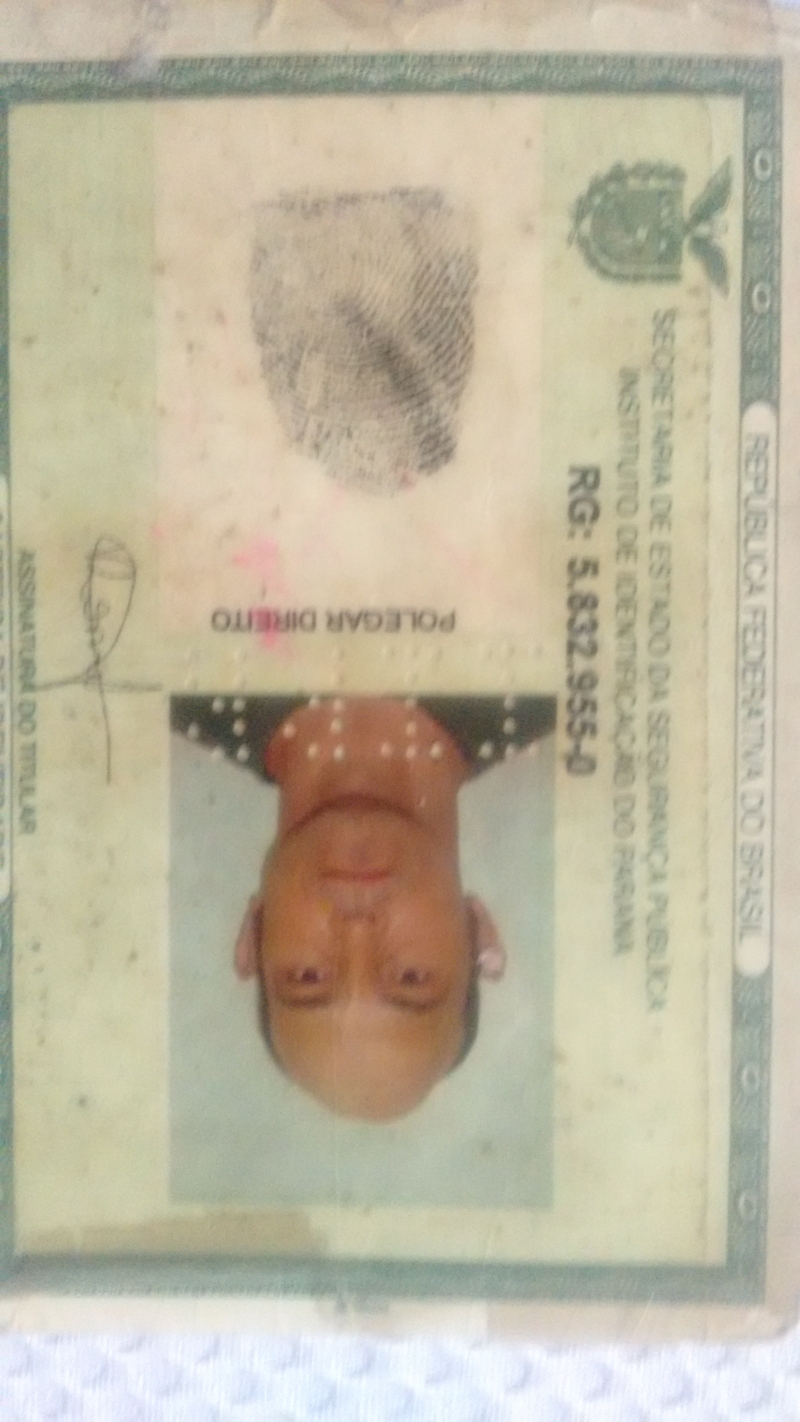 REPÚBLICA FEDERATIVA DO BRASIL
SECRETARIA DE ESTADO DA SEGURANÇA PÚBLICA
INSTITUTO DE IDENTIFICAÇÃO DO PARANÁ
RG: 5.832.955-0
POLEGAR DIREITO
ASSINATURA DO TITULAR